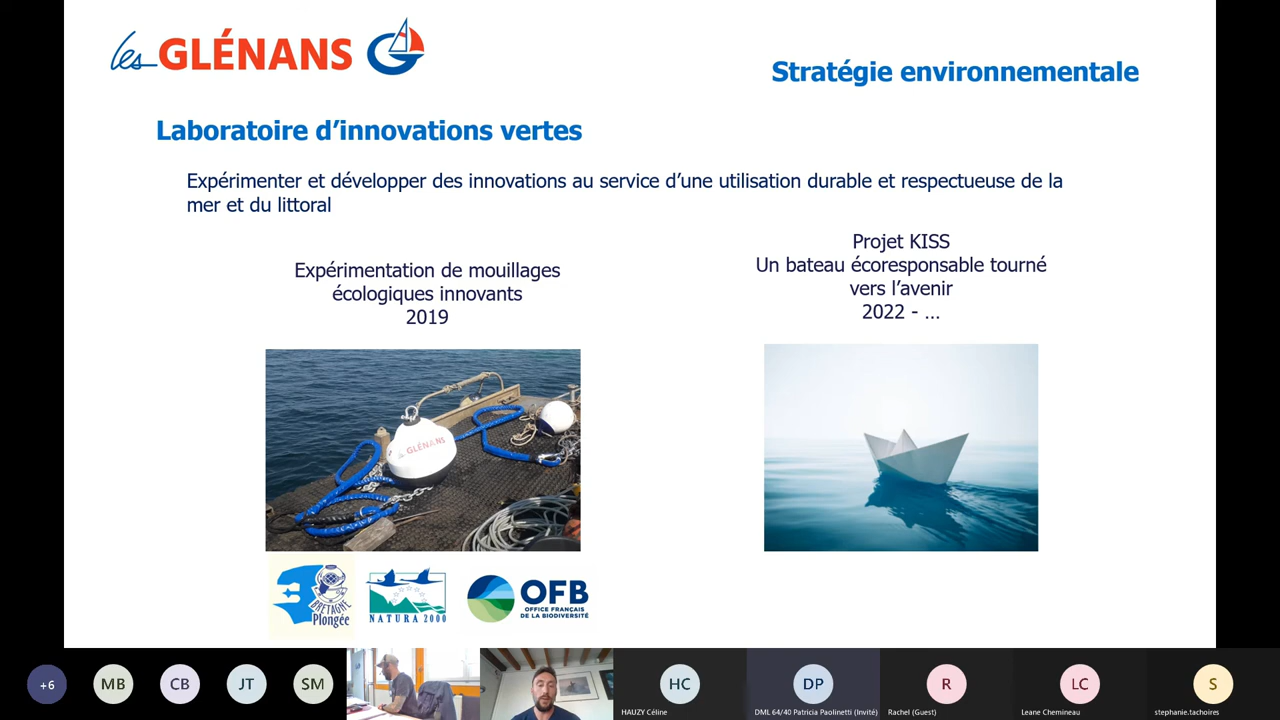 les GLÉNANS
Stratégie environnementale
Laboratoire d'innovations vertes
Expérimenter et développer des innovations au service d'une utilisation durable et respectueuse de la
mer et du littoral
Expérimentation de mouillages
écologiques innovants
2019
Projet KISS
Un bateau écoresponsable tourné
vers l'avenir
2022 - ...
GLÉNANS
BRETAGNE
Plongée
NATURA 2000
OFB
OFFICE FRANÇAIS
DE LA BIODIVERSITÉ
+6
MB
CB
JT
SM
HC
HAUZY Céline
DP
DML 64/40 Patricia Paolinetti (Invité)
R
Rachel (Guest)
LC
Leane Chemineau
S
stephanie.tachoires